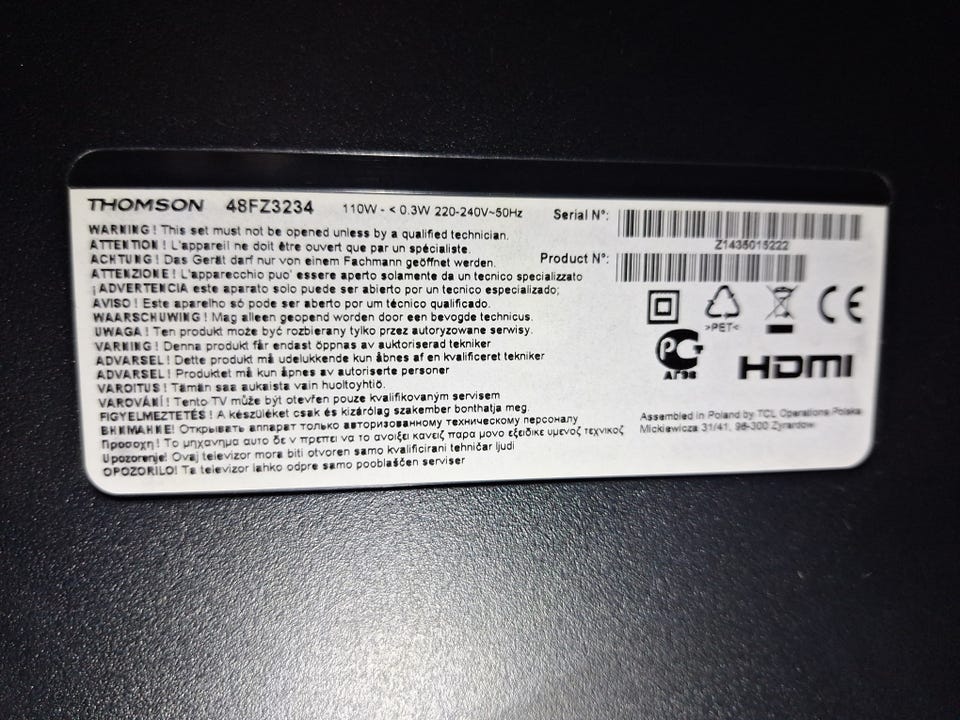 THOMSON 48FZ3234 110W - < 0.3W 220-240V~50Hz
WARNING ! This set must not be opened unless by a qualified technician.
ATTENTION ! L'appareil ne doit être ouvert que par un spécialiste.
ACHTUNG ! Das Gerät darf nur von einem Fachmann geöffnet werden.
ATTENZIONE ! L'apparecchio puo' essere aperto solamente da un tecnico specializzato
¡ ADVERTENCIA este aparato solo puede ser abierto por un tecnico especializado;
AVISO ! Este aparelho só pode ser aberto por um técnico qualificado.
WAARSCHUWING ! Mag alleen geopend worden door een bevogde technicus.
UWAGA ! Ten produkt może być rozbierany tylko przez autoryzowane serwisy.
VARNING ! Denna produkt får endast öppnas av auktoriserad tekniker
ADVARSEL ! Dette produkt må udelukkende kun åbnes af en kvalificeret tekniker
ADVARSEL ! Produktet må kun åpnes av autoriserte personer
VAROITUS ! Tämän saa aukaista vain huoltoyhtiö.
VAROVÁNÍ ! Tento TV může být otevřen pouze kvalifikovaným servisem
FIGYELMEZTETÉS ! A készüléket csak és kizárólag szakember bonthatja meg.
ВНИМАНИЕ! Открывать аппарат только авторизованному техническому персоналу
Προσοχη ! Το μηχανημα αυτο δε ν πρεπει να το ανοιξει κανεις παρα μονο εξειδικε υμενος τεχνικος
Upozorenje! Ovaj televizor mora biti otvoren samo kvalificirani tehničar ljudi
OPOZORILO! Ta televizor lahko odpre samo pooblaščen serviser
Serial N°:
Z1435015222
Product N°:
>PET<
CE
РСТ
АГ98
HDMI
Assembled in Poland by TCL Operations Polska
Mickiewicza 31/41, 96-300 Zyrardow